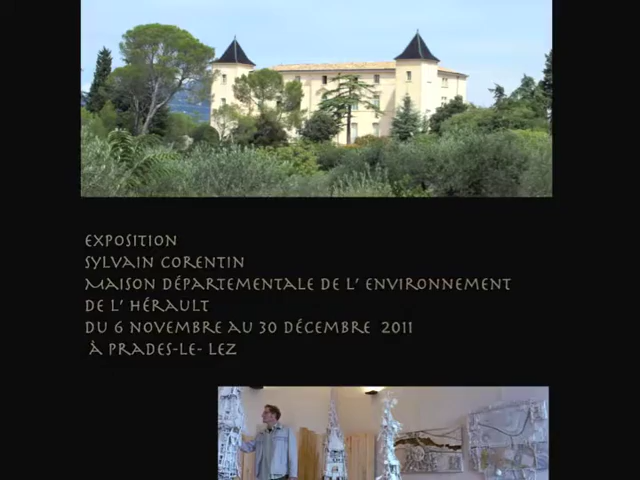 Exposition
Sylvain Corentin
Maison départementale de l' environnement
de l' Hérault
du 6 novembre au 30 décembre 2011
à Prades-le- Lez